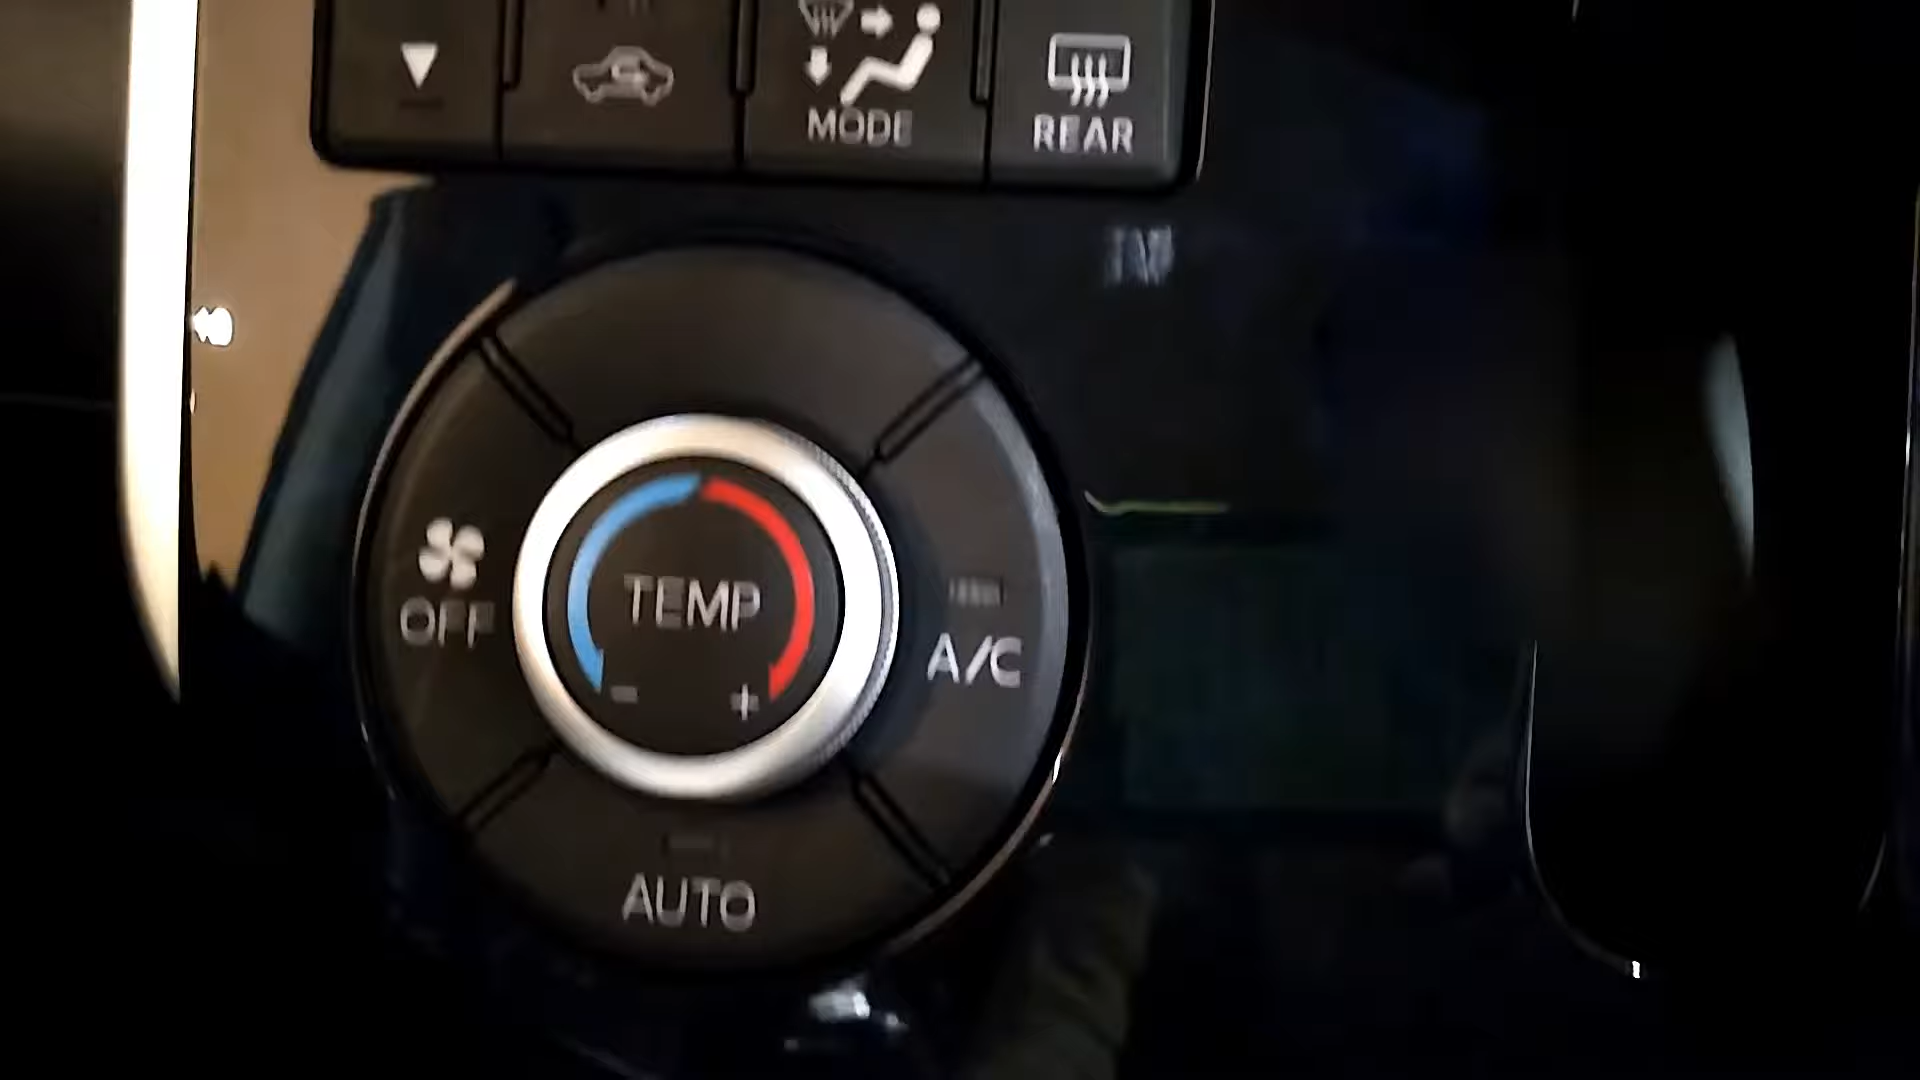 MODE
REAR
TEMP
OFF
- +
A/C
AUTO